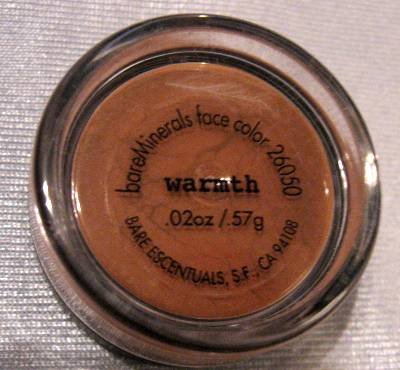 bareMinerals face color 26050
warmth
.02oz /.57g
BARE ESCENTUALS, S.F., CA 94108